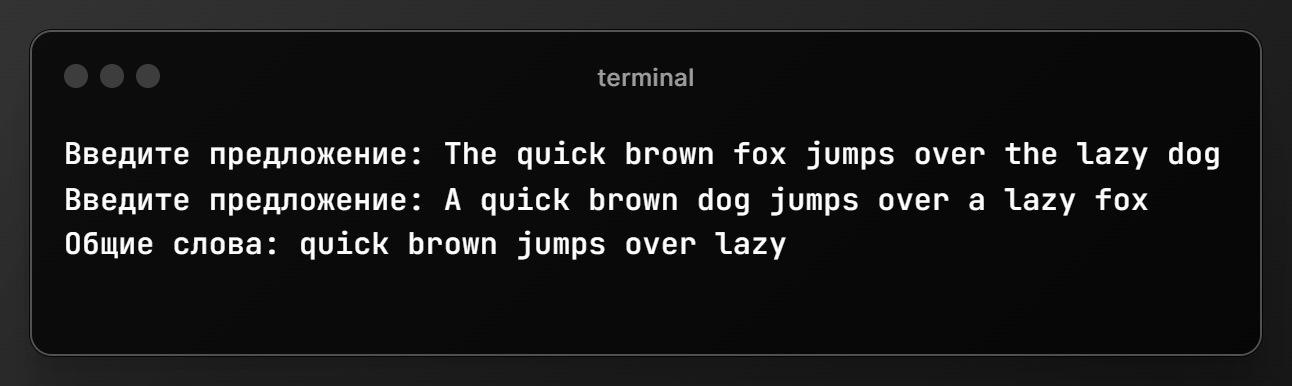 terminal
Введите предложение: The quick brown fox jumps over the lazy dog
Введите предложение: A quick brown dog jumps over a lazy fox
Общие слова: quick brown jumps over lazy